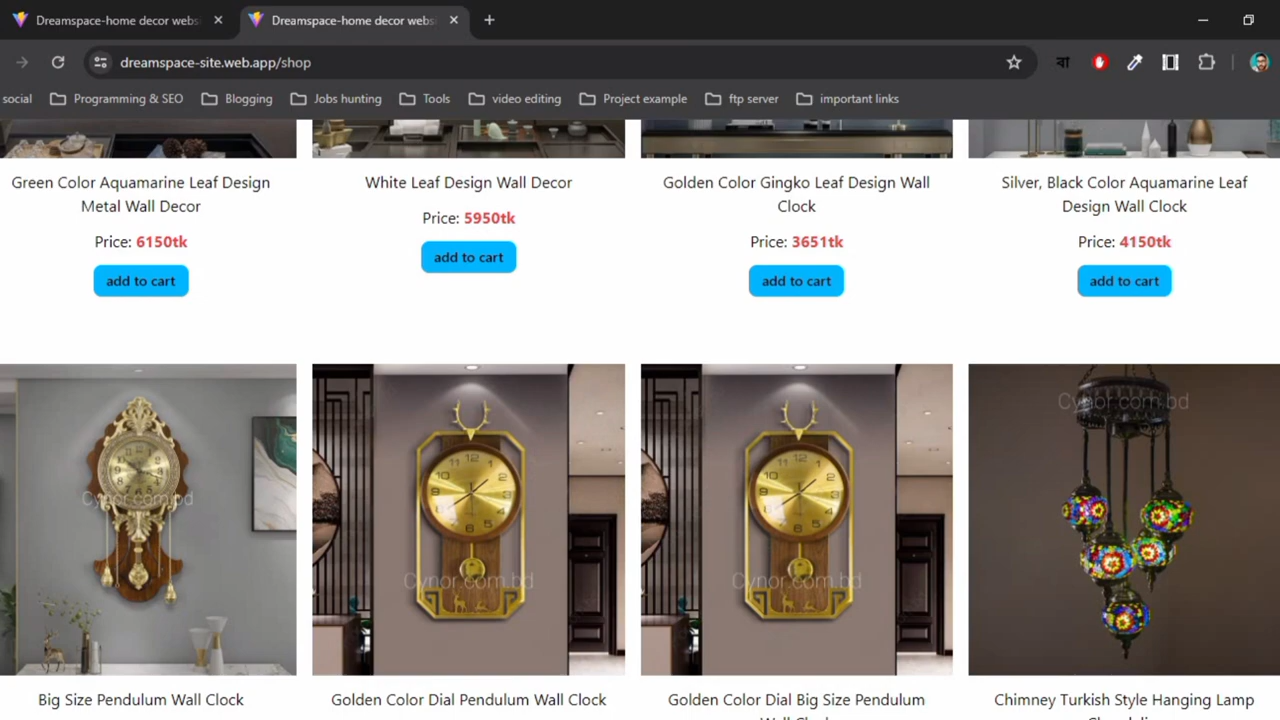 Dreamspace-home decor webs
Dreamspace-home decor webs
dreamspace-site.web.app/shop
বা
social
Programming & SEO
Blogging
Jobs hunting
Tools
video editing
Project example
ftp server
important links
Green Color Aquamarine Leaf Design
Metal Wall Decor
Price: 6150tk
add to cart
White Leaf Design Wall Decor
Price: 5950tk
add to cart
Golden Color Gingko Leaf Design Wall
Clock
Price: 3651tk
add to cart
Silver, Black Color Aquamarine Leaf
Design Wall Clock
Price: 4150tk
add to cart
Cynor.com.bd
Big Size Pendulum Wall Clock
Cynor.com.bd
Golden Color Dial Pendulum Wall Clock
Cynor.com.bd
Golden Color Dial Big Size Pendulum
Cynor.com.bd
Chimney Turkish Style Hanging Lamp